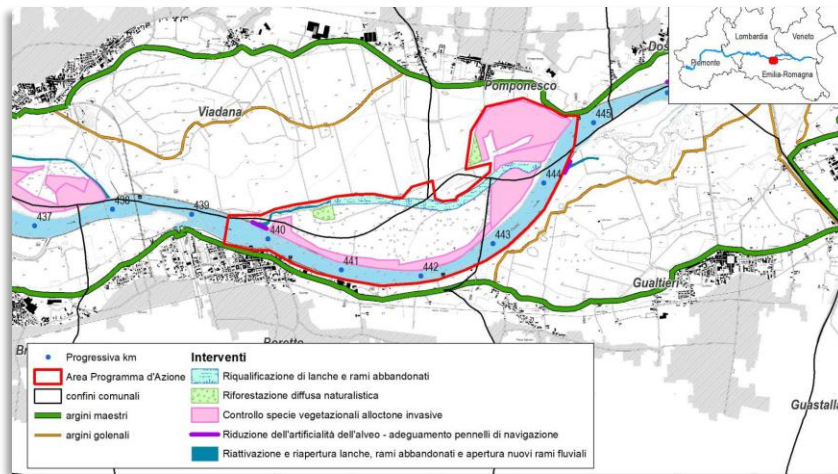 Lombardia
Veneto
Piemonte
Emilia-Romagna
Dos
Pomponesco
Viadana
445
444
443
442
441
440
439
438
437
Gualtieri
Boretto
Br
Guastalla
Progressiva km
Area Programma d'Azione
confini comunali
argini maestri
argini golenali
Interventi
Riqualificazione di lanche e rami abbandonati
Riforestazione diffusa naturalistica
Controllo specie vegetazionali alloctone invasive
Riduzione dell'artificialità dell'alveo - adeguamento pennelli di navigazione
Riattivazione e riapertura lanche, rami abbandonati e apertura nuovi rami fluviali